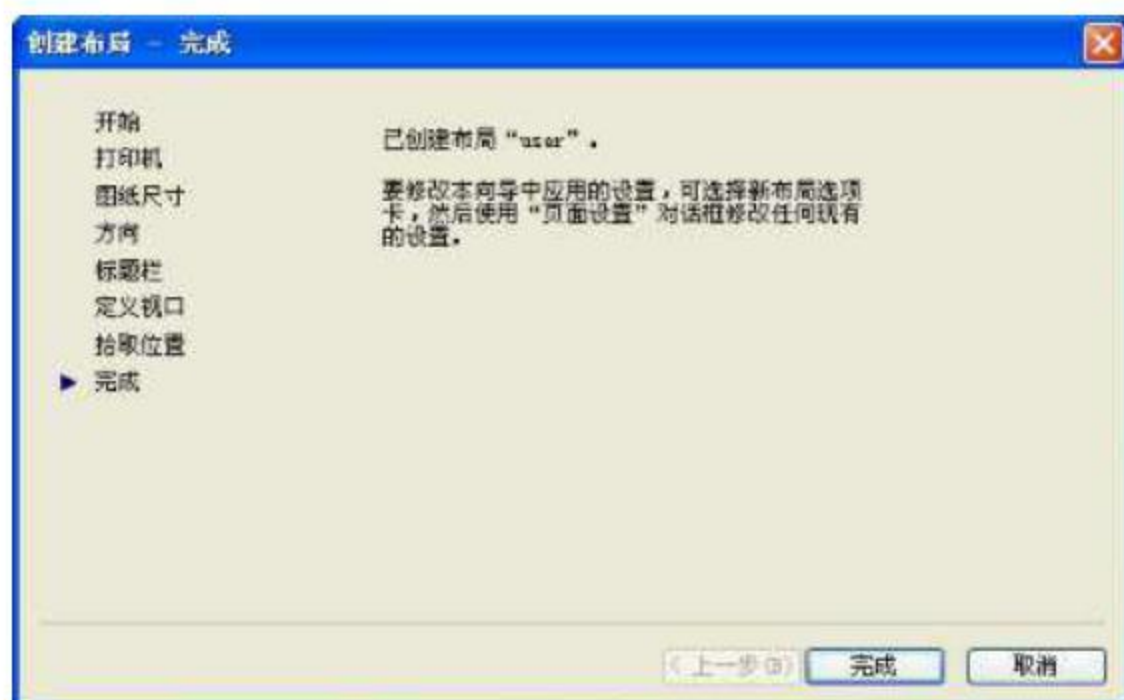 创建布局 - 完成
开始
打印机
图纸尺寸
方向
标题栏
定义视口
拾取位置
完成
已创建布局“user”.
要修改本向导中应用的设置，可选择新布局选项
卡，然后使用“页面设置”对话框修改任何现有
的设置.
< 上一步(B)
完成
取消